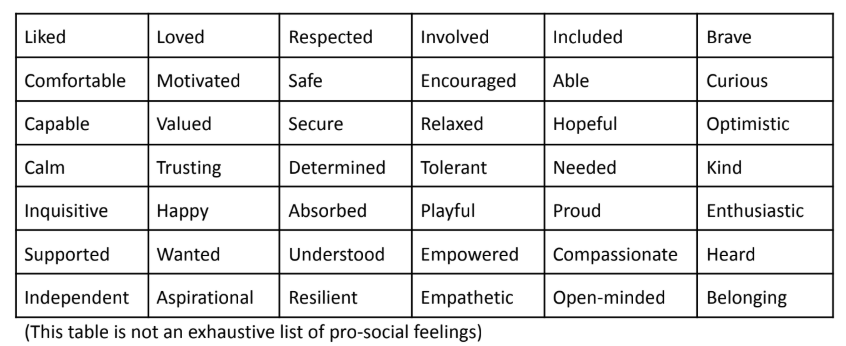 Liked Loved Respected Involved Included Brave
Comfortable Motivated Safe Encouraged Able Curious
Capable Valued Secure Relaxed Hopeful Optimistic
Calm Trusting Determined Tolerant Needed Kind
Inquisitive Happy Absorbed Playful Proud Enthusiastic
Supported Wanted Understood Empowered Compassionate Heard
Independent Aspirational Resilient Empathetic Open-minded Belonging
(This table is not an exhaustive list of pro-social feelings)